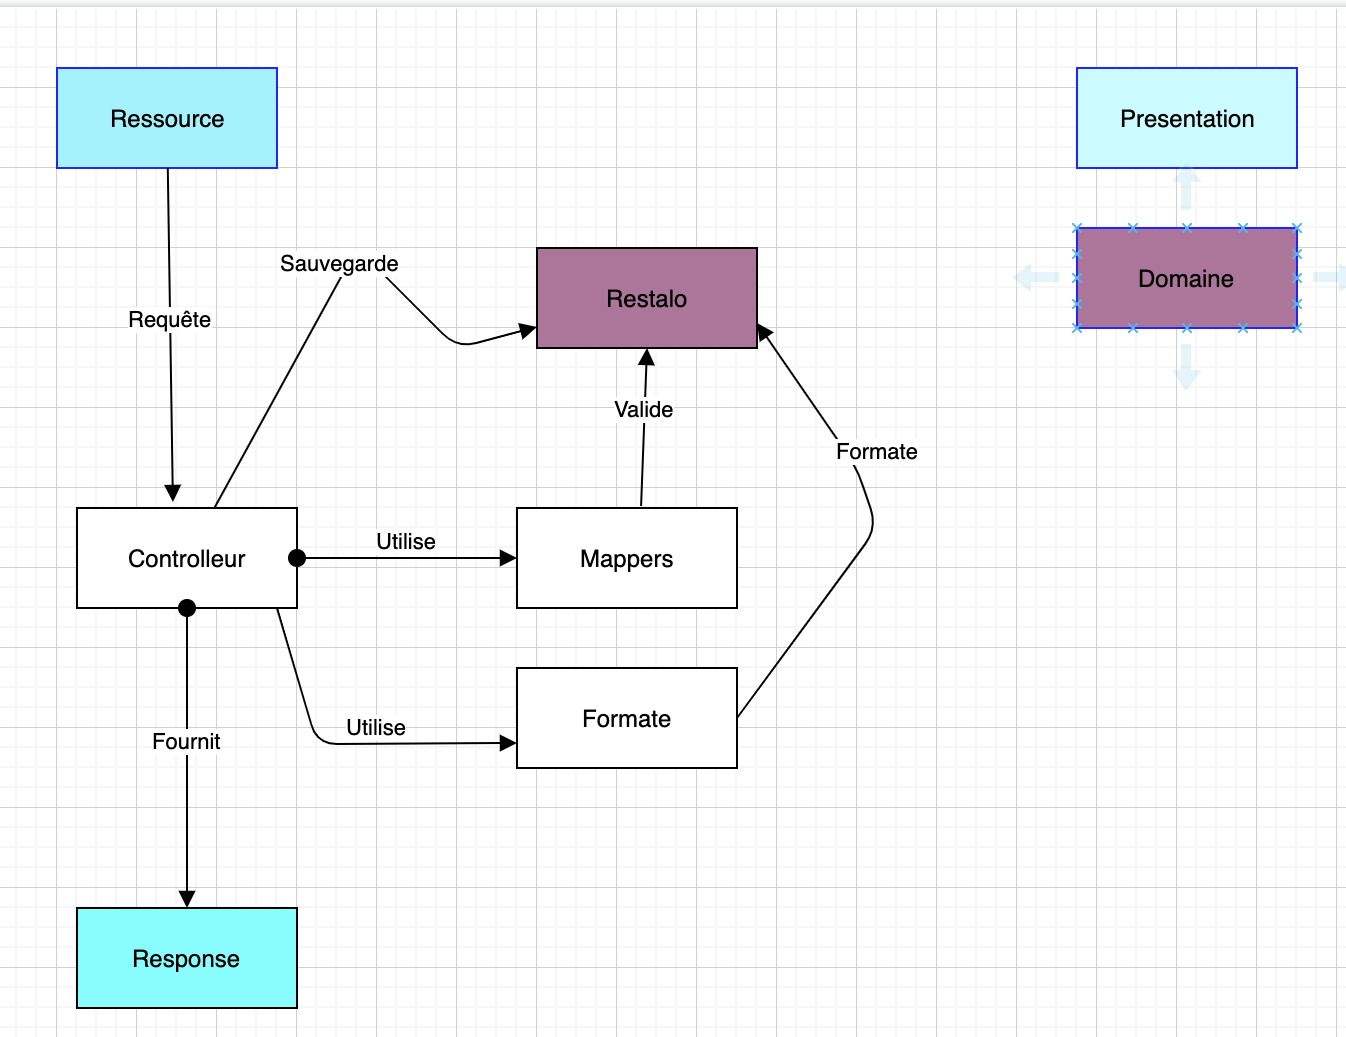 Ressource
Presentation
Sauvegarde
Domaine
Restalo
Requête
Valide
Formate
Utilise
Controlleur
Mappers
Formate
Utilise
Fournit
Response